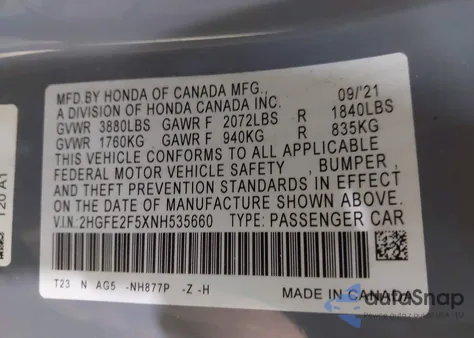 MFD.BY HONDA OF CANADA MFG., 09/'21
A DIVISION OF HONDA CANADA INC.
GVWR 3880LBS GAWR F 2072LBS R 1840LBS
GVWR 1760KG GAWR F 940KG R 835KG
THIS VEHICLE CONFORMS TO ALL APPLICABLE
FEDERAL MOTOR VEHICLE SAFETY , BUMPER ,
AND THEFT PREVENTION STANDARDS IN EFFECT
ON THE DATE OF MANUFACTURE SHOWN ABOVE.
V.I.N:2HGFE2F5XNH535660 TYPE: PASSENGER CAR
T23 N AG5 -NH877P -Z -H
MADE IN CANADA
120 A1
autoSnap